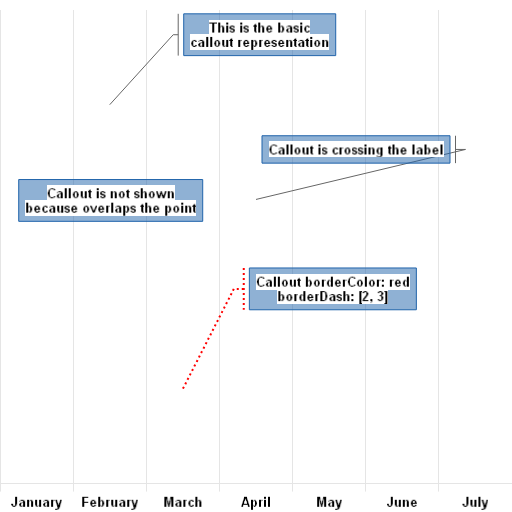 This is the basic
callout representation
Callout is crossing the label
Callout is not shown
because overlaps the point
Callout borderColor: red
borderDash: [2, 3]
January February March April May June July